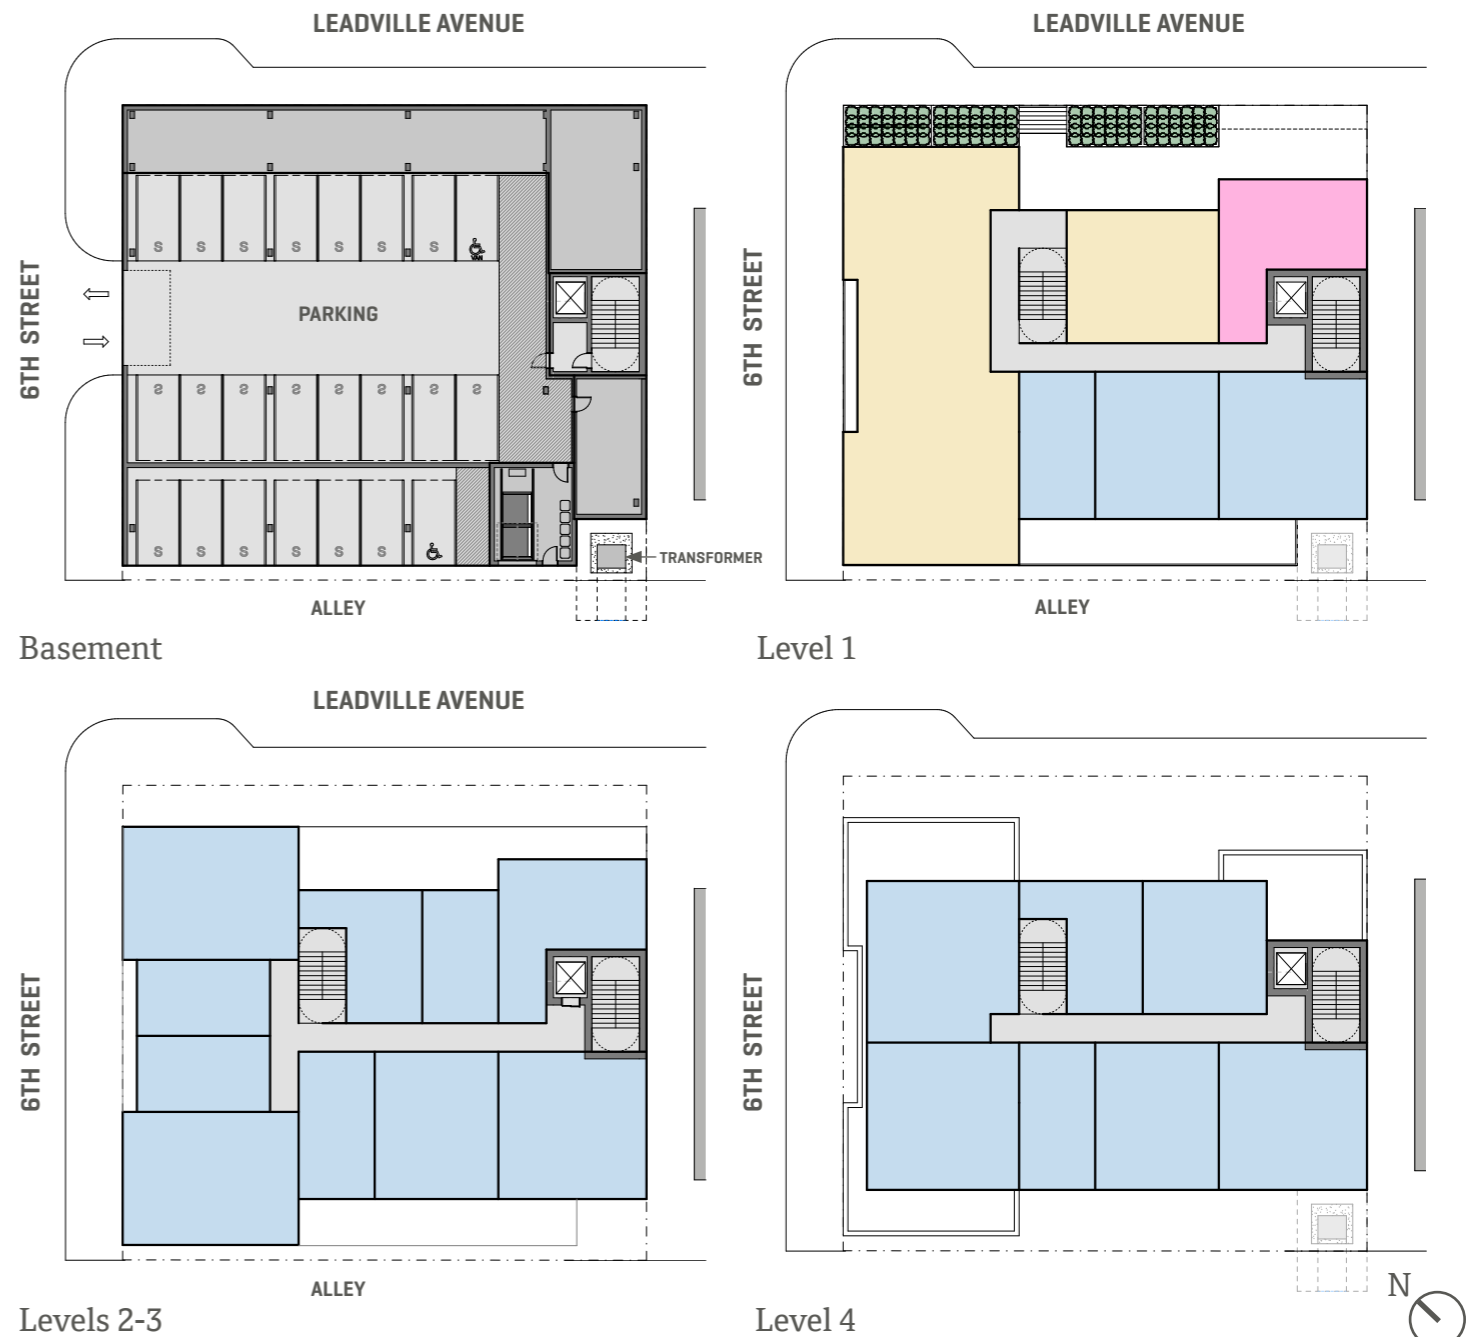 LEADVILLE AVENUE
6TH STREET
S S S S S S S
VAN
PARKING
S S S S S S S S
S S S S S S
TRANSFORMER
ALLEY
Basement
LEADVILLE AVENUE
6TH STREET
ALLEY
Level 1
LEADVILLE AVENUE
6TH STREET
ALLEY
Levels 2-3
6TH STREET
Level 4
N